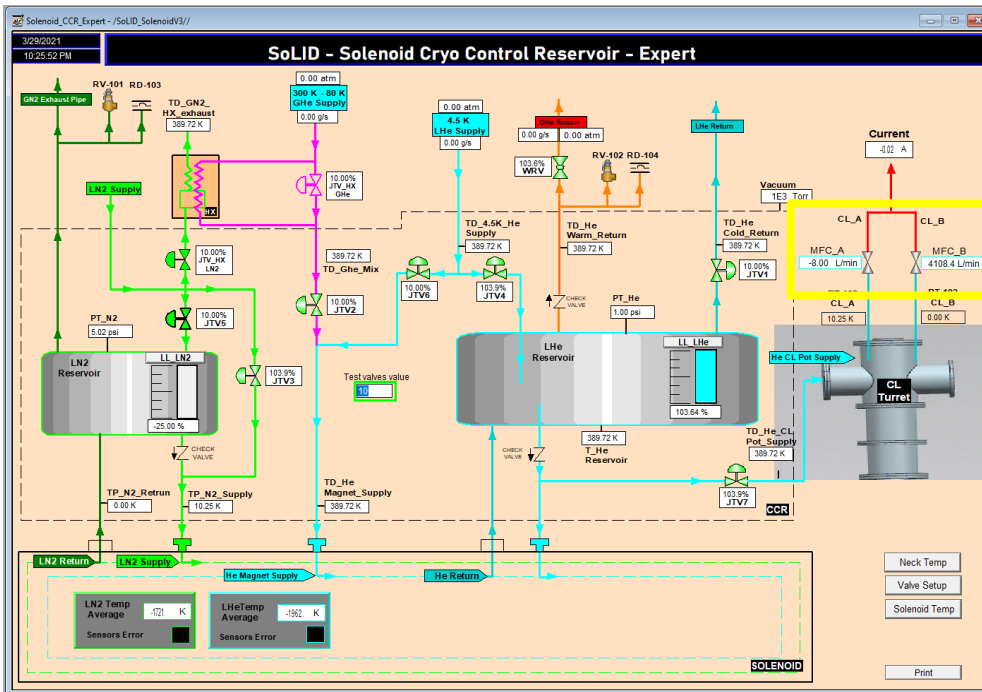 Solenoid_CCR_Expert - /SoLID_SolenoidV3//
3/29/2021
10:25:52 PM
SoLID - Solenoid Cryo Control Reservoir - Expert
GN2 Exhaust Pipe
RV-101
RD-103
TD_GN2_
HX_exhaust
389.72 K
0.00 atm
300 K - 80 K
GHe Supply
0.00 g/s
0.00 atm
4.5 K
LHe Supply
0.00 g/s
GHe Return
0.00 g/s
0.00 atm
103.6%
WRV
RV-102
RD-104
LHe Return
Current
-0.02 A
Vacuum
1E3 Torr
LN2 Supply
HX
10.00%
JTV_HX
GHe
10.00%
JTV_HX
LN2
389.72 K
TD_Ghe_Mix
TD_4.5K_He
Supply
389.72 K
TD_He
Warm_Return
389.72 K
TD_He
Cold_Return
389.72 K
CL_A
CL_B
MFC_A
-8.00 L/min
MFC_B
4108.4 L/min
CL_A
10.25 K
CL_B
0.00 K
10.00%
JTV5
10.00%
JTV2
10.00%
JTV6
103.9%
JTV4
10.00%
JTV1
CHECK
VALVE
PT_N2
5.02 psi
PT_He
1.00 psi
LN2
Reservoir
LL_LN2
-25.00 %
103.9%
JTV3
Test valves value
10
LHe
Reservoir
LL_LHe
103.64 %
He CL Pot Supply
CL
Turret
CHECK
VALVE
CHECK
VALVE
389.72 K
T_He
Reservoir
TD_He_CL
Pot_Supply
389.72 K
TP_N2_Retrun
0.00 K
TP_N2_Supply
10.25 K
TD_He
Magnet_Supply
389.72 K
103.9%
JTV7
CCR
LN2 Return
LN2 Supply
He Magnet Supply
He Return
LN2 Temp
Average
-1721. K
Sensors Error
LHeTemp
Average
-1962. K
Sensors Error
SOLENOID
Neck Temp
Valve Setup
Solenoid Temp
Print